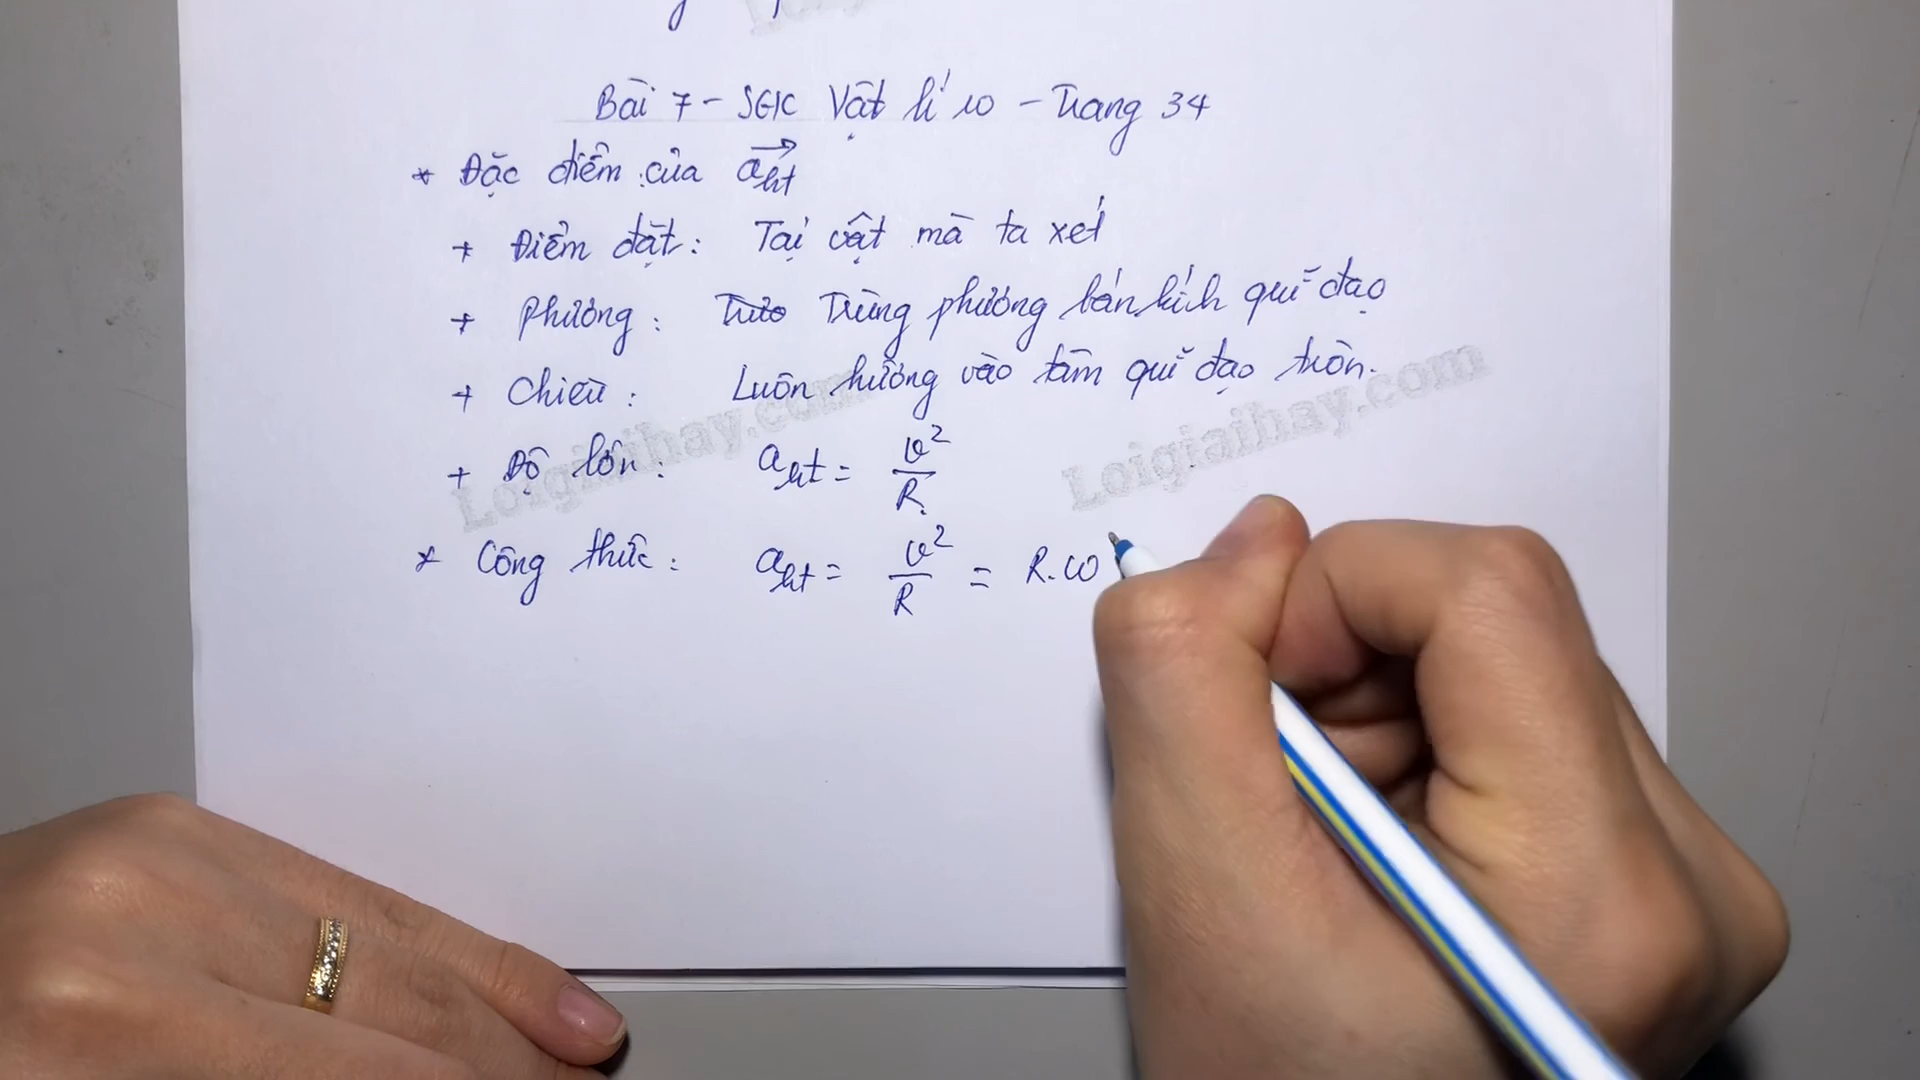 Bài 7 - SGK Vật lí 10 - Trang 34
* Đặc điểm của a⃗ht
+ Điểm đặt: Tại vật mà ta xét
+ Phương: Trùng phương bán kính quĩ đạo
+ Chiều: Luôn hướng vào tâm quĩ đạo tròn.
+ Độ lớn: aht = v²/R
* Công thức: aht = v²/R = R.ω
Loigiaihay.com
Loigiaihay.com